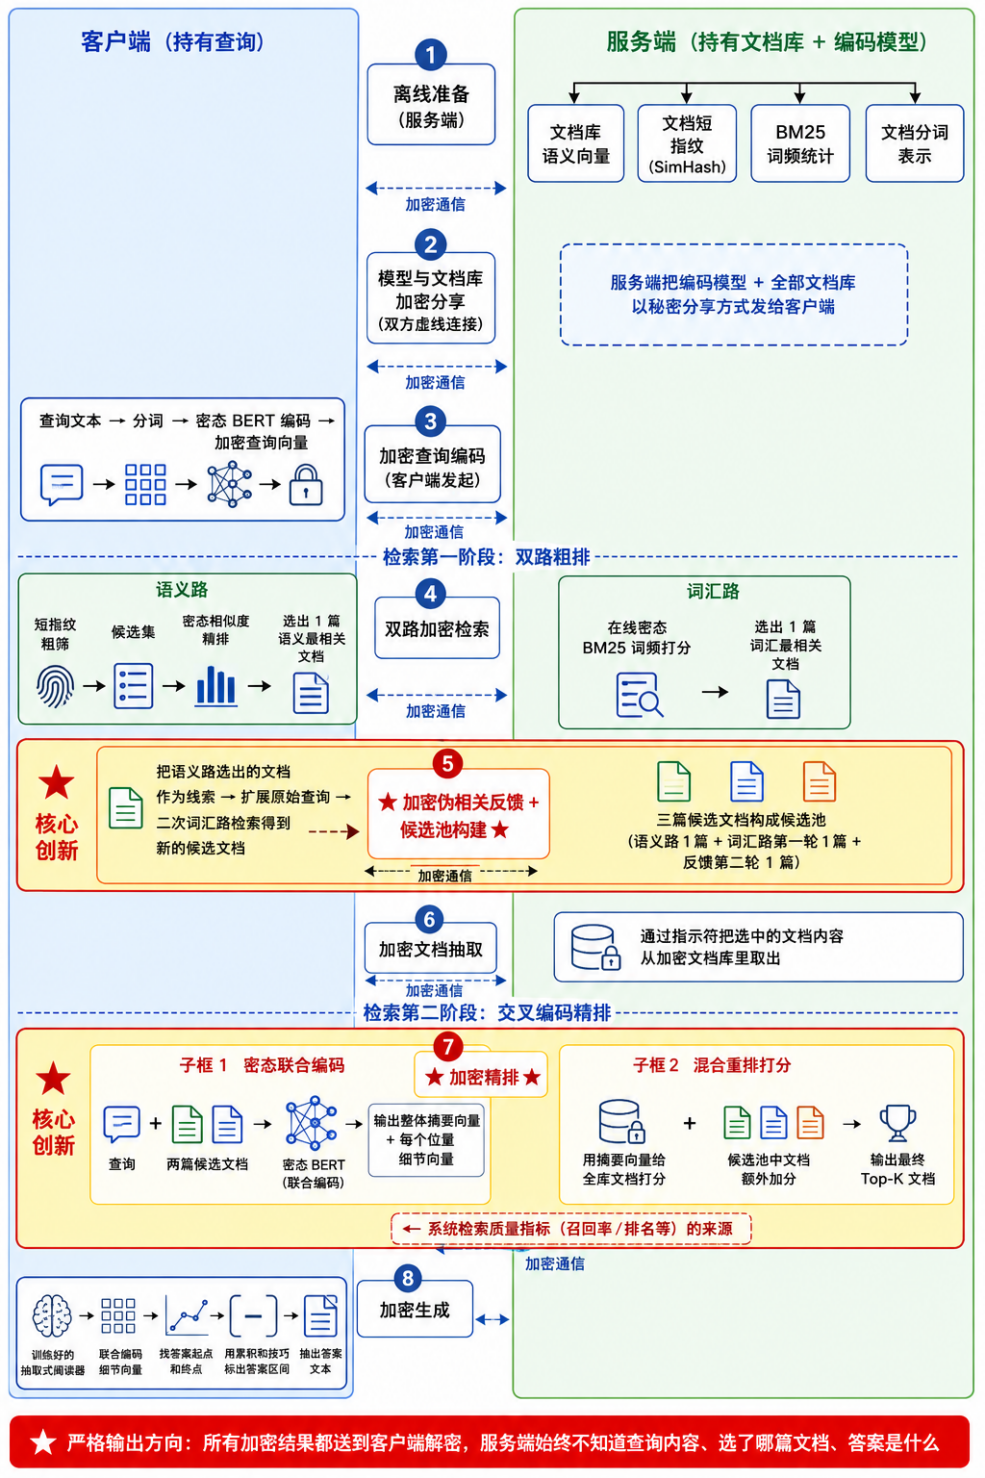 客户端（持有查询）
服务端（持有文档库 + 编码模型）
1
离线准备
（服务端）
文档库
语义向量
文档短
指纹
(SimHash)
BM25
词频统计
文档分词
表示
加密通信
2
模型与文档库
加密分享
（双方虚线连接）
服务端把编码模型 + 全部文档库
以秘密分享方式发给客户端
加密通信
查询文本 → 分词 → 密态 BERT 编码 →
加密查询向量
3
加密查询编码
（客户端发起）
加密通信
检索第一阶段：双路粗排
语义路
短指纹
粗筛
候选集
密态相似度
精排
选出 1 篇
语义最相关
文档
4
双路加密检索
加密通信
词汇路
在线密态
BM25 词频打分
选出 1 篇
词汇最相关
文档
★
核心
创新
把语义路选出的文档
作为线索 → 扩展原始查询 →
二次词汇路检索得到
新的候选文档
5
★ 加密伪相关反馈 +
候选池构建 ★
加密通信
三篇候选文档构成候选池
（语义路 1 篇 + 词汇路第一轮 1 篇 +
反馈第二轮 1 篇）
6
加密文档抽取
加密通信
通过指示符把选中的文档内容
从加密文档库里取出
检索第二阶段：交叉编码精排
★
核心
创新
子框 1 密态联合编码
查询
+
两篇候选文档
密态 BERT
（联合编码）
输出整体摘要向量
+ 每个位量
细节向量
7
★ 加密精排 ★
子框 2 混合重排打分
用摘要向量给
全库文档打分
+
候选池中文档
额外加分
输出最终
Top-K 文档
← 系统检索质量指标（召回率 / 排名等）的来源
加密通信
8
加密生成
训练好的
抽取式阅读器
联合编码
细节向量
找答案起点
和终点
用累积和技巧
标出答案区间
抽出答案
文本
★ 严格输出方向：所有加密结果都送到客户端解密，服务端始终不知道查询内容、选了哪篇文档、答案是什么